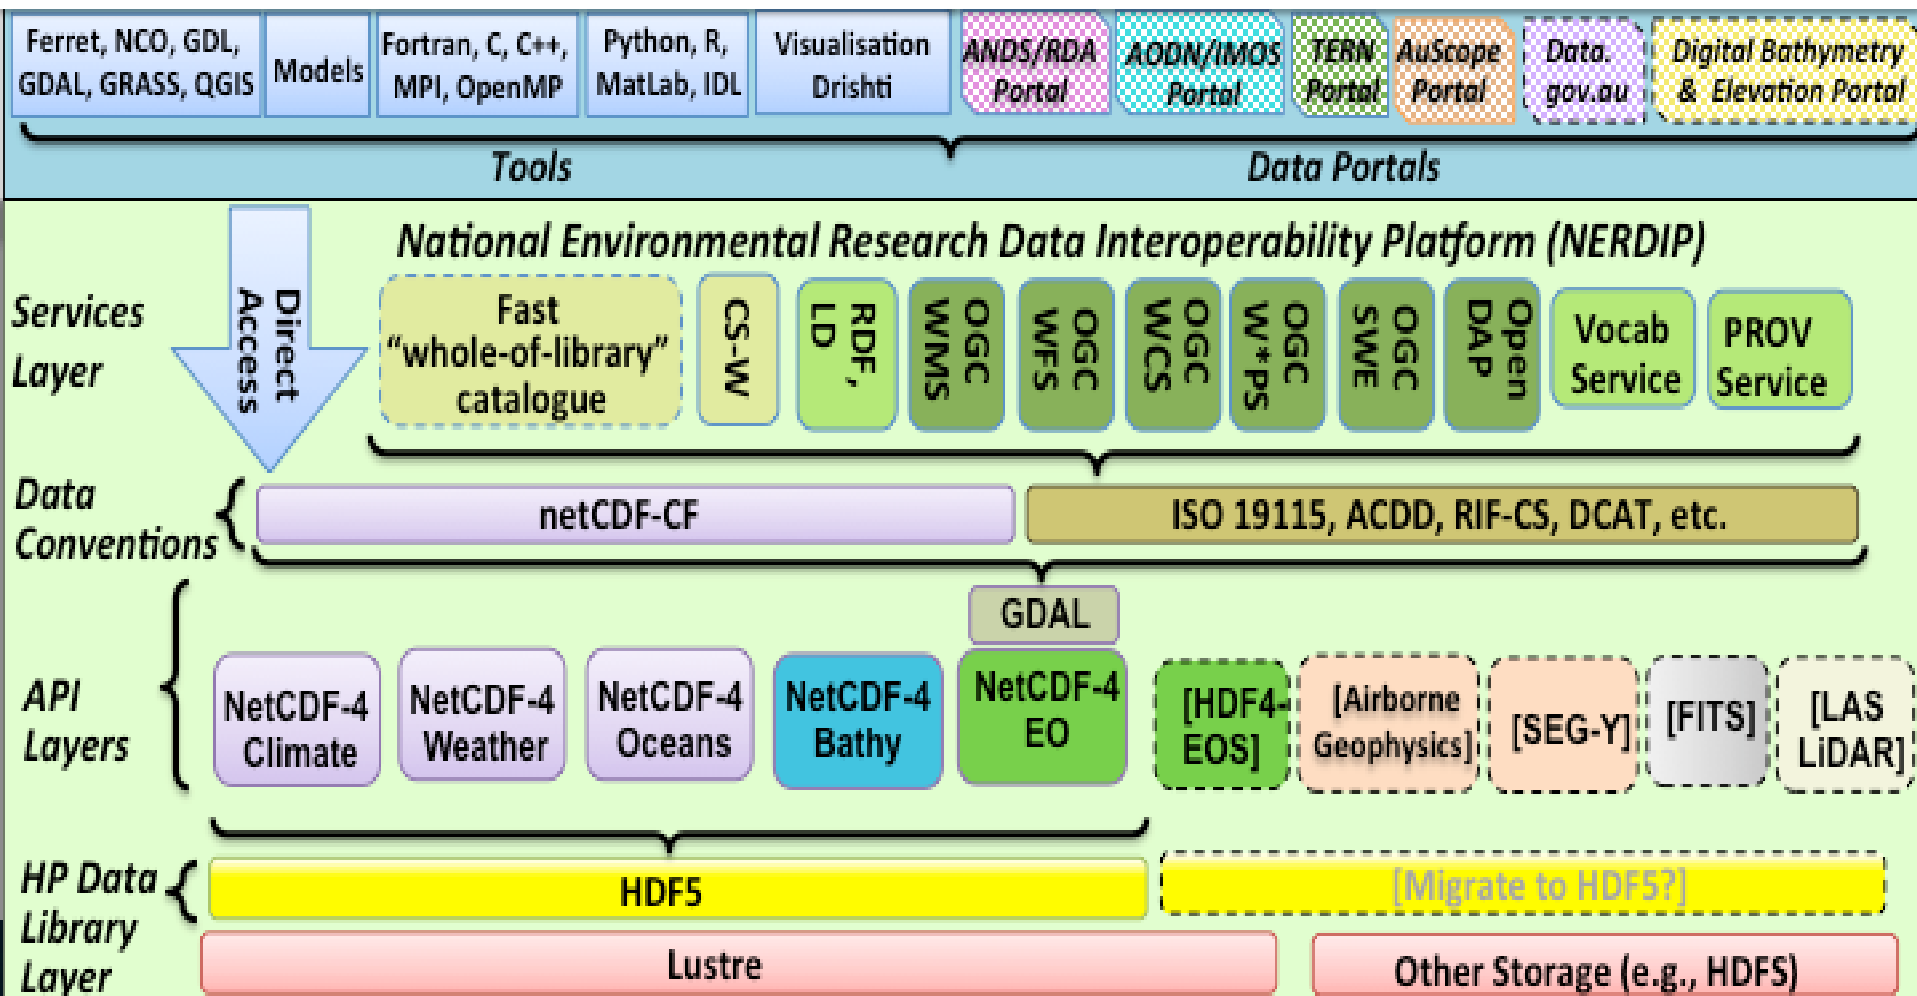 Ferret, NCO, GDL,
GDAL, GRASS, QGIS
Models
Fortran, C, C++,
MPI, OpenMP
Python, R,
MatLab, IDL
Visualisation
Drishti
ANDS/RDA
Portal
AODN/IMOS
Portal
TERN
Portal
AuScope
Portal
Data.
gov.au
Digital Bathymetry
& Elevation Portal
Tools
Data Portals
National Environmental Research Data Interoperability Platform (NERDIP)
Services
Layer
Direct
Access
Fast
“whole-of-library”
catalogue
CS-W
RDF,
LD
OGC
WMS
OGC
WFS
OGC
WCS
OGC
W*PS
OGC
SWE
Open
DAP
Vocab
Service
PROV
Service
Data
Conventions
netCDF-CF
ISO 19115, ACDD, RIF-CS, DCAT, etc.
GDAL
API
Layers
NetCDF-4
Climate
NetCDF-4
Weather
NetCDF-4
Oceans
NetCDF-4
Bathy
NetCDF-4
EO
[HDF4-
EOS]
[Airborne
Geophysics]
[SEG-Y]
[FITS]
[LAS
LiDAR]
HP Data
Library
Layer
HDF5
[Migrate to HDF5?]
Lustre
Other Storage (e.g., HDFS)